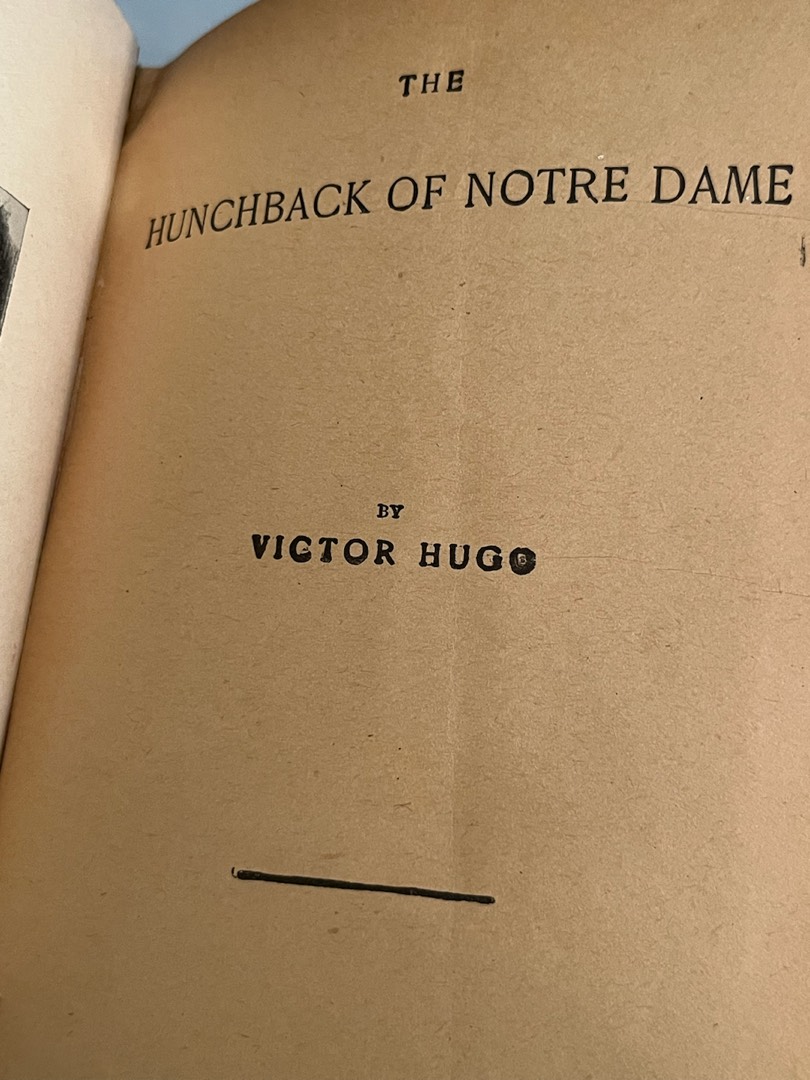 THE
HUNCHBACK OF NOTRE DAME
BY
VICTOR HUGO